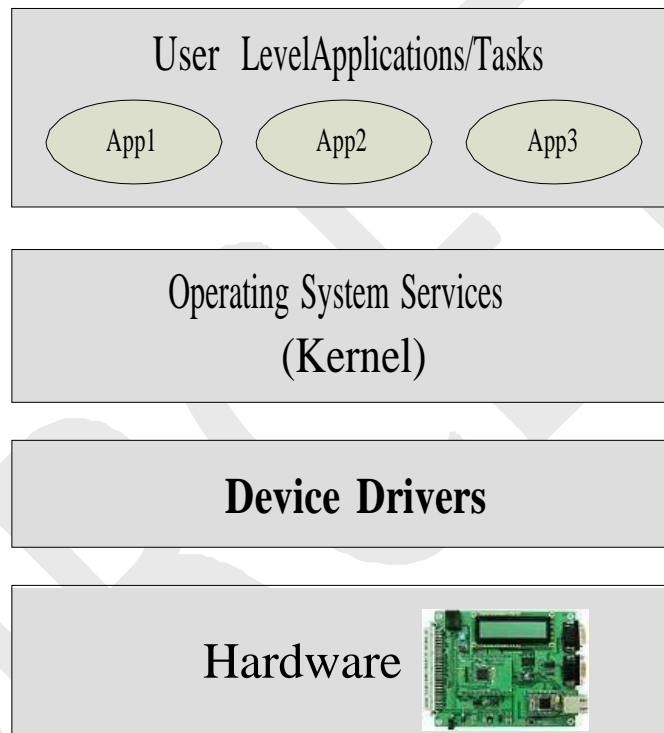 User LevelApplications/Tasks
App1 App2 App3
Operating System Services
(Kernel)
Device Drivers
Hardware